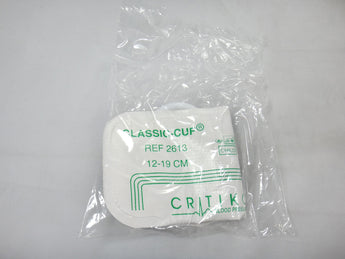 CLASSIC-CUF®
REF 2613
12-19 CM
CRITIK